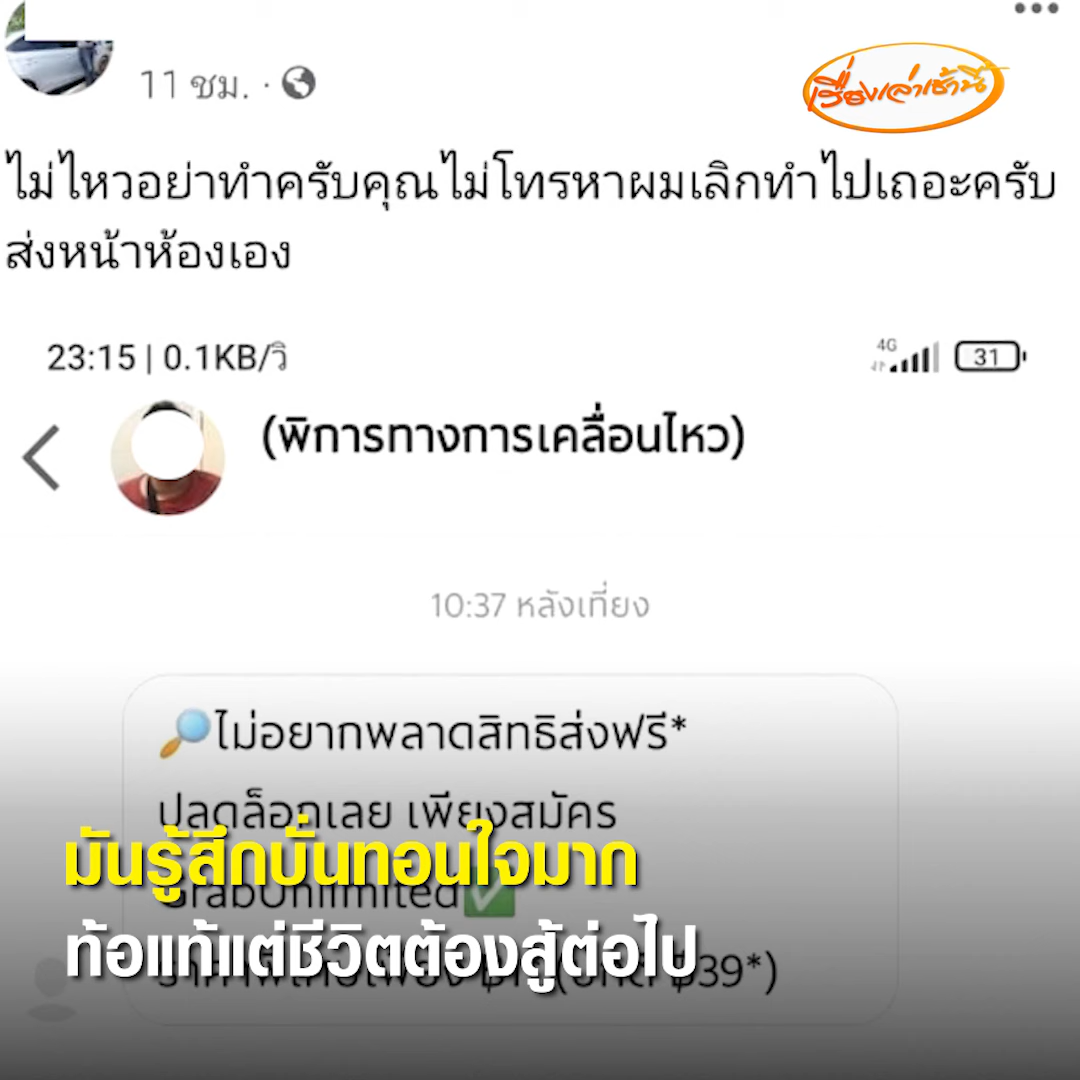 11 ชม. ·
เรื่องเล่าเช้านี้
ไม่ไหวอย่าทำครับคุณไม่โทรหาผมเลิกทำไปเถอะครับ
ส่งหน้าห้องเอง
23:15 | 0.1KB/วิ
4G
31
(พิการทางการเคลื่อนไหว)
10:37 หลังเที่ยง
ไม่อยากพลาดสิทธิส่งฟรี*
ปลดล็อกเลย เพียงสมัคร
GrabUnlimited
มันรู้สึกบั่นทอนใจมาก
ท้อแท้แต่ชีวิตต้องสู้ต่อไป
฿39*)